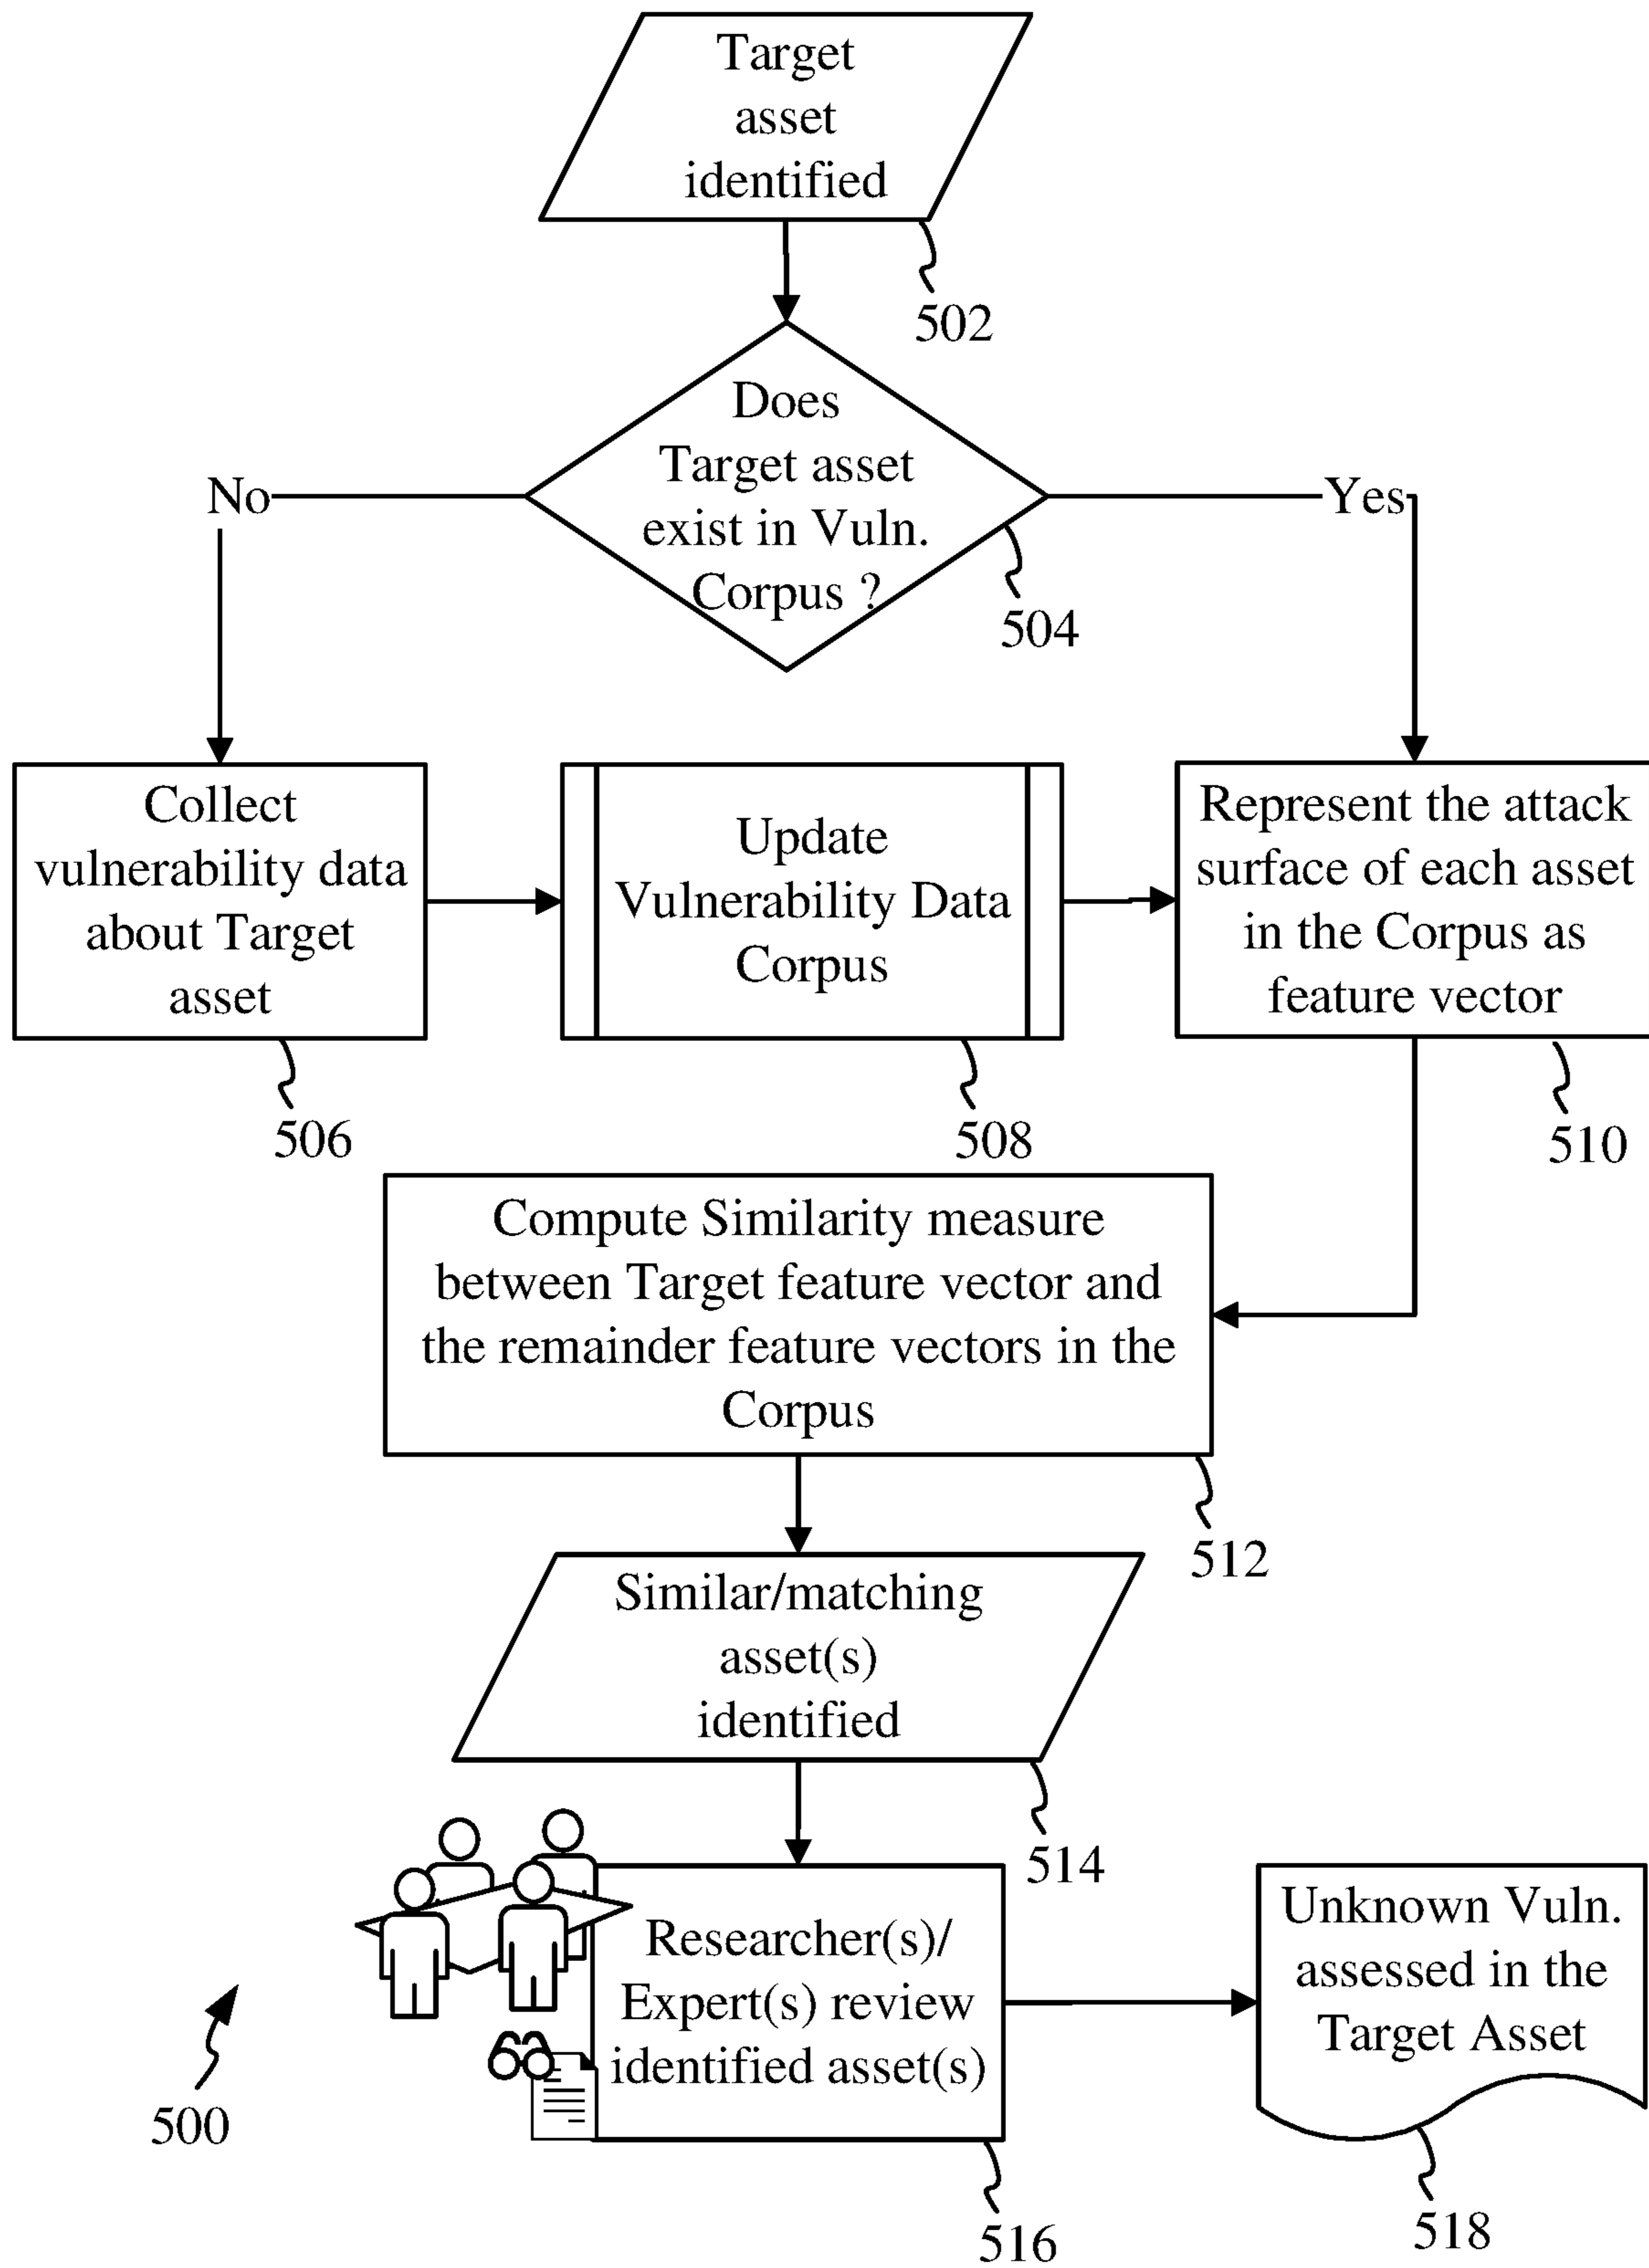 Target
asset
identified
502
Does
Target asset
exist in Vuln.
Corpus ?
504
No
Yes
Collect
vulnerability data
about Target
asset
506
Update
Vulnerability Data
Corpus
508
Represent the attack
surface of each asset
in the Corpus as
feature vector
510
Compute Similarity measure
between Target feature vector and
the remainder feature vectors in the
Corpus
512
Similar/matching
asset(s)
identified
514
Researcher(s)/
Expert(s) review
identified asset(s)
516
Unknown Vuln.
assessed in the
Target Asset
518
500